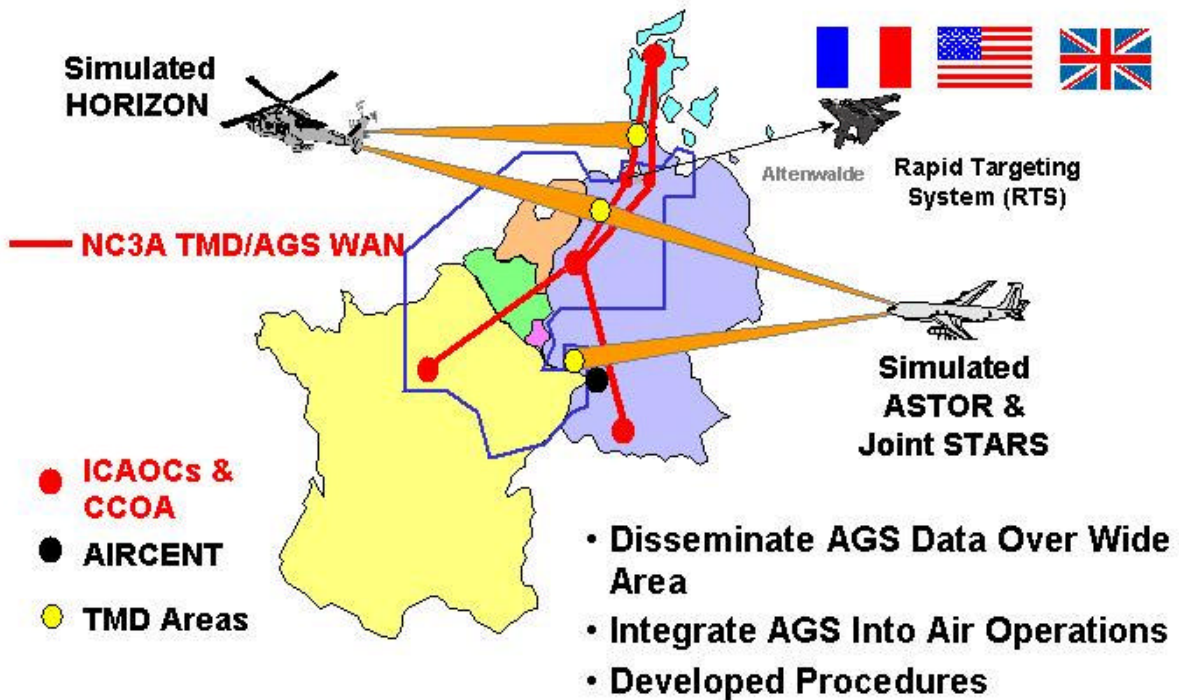 Simulated
HORIZON
Altenwalde
Rapid Targeting
System (RTS)
NC3A TMD/AGS WAN
Simulated
ASTOR &
Joint STARS
ICAOCs &
CCOA
AIRCENT
TMD Areas
• Disseminate AGS Data Over Wide
Area
• Integrate AGS Into Air Operations
• Developed Procedures